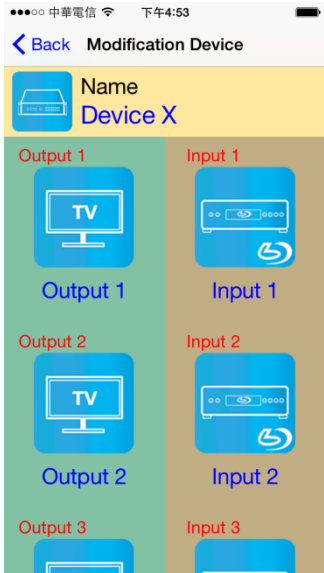 中華電信 下午4:53
Back Modification Device
Name
Device X
Output 1 Input 1
TV
Output 1 Input 1
Output 2 Input 2
TV
Output 2 Input 2
Output 3 Input 3